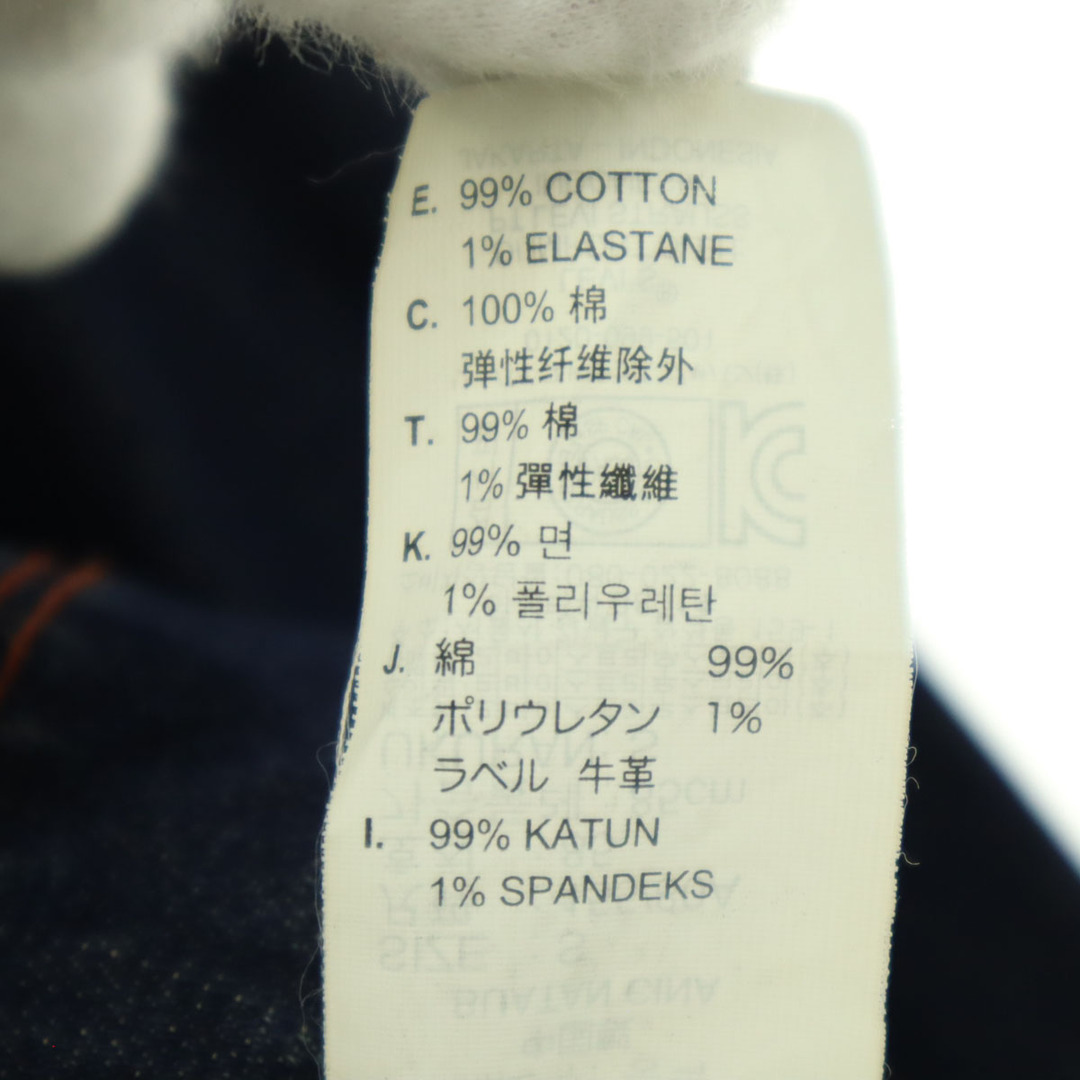 E. 99% COTTON
1% ELASTANE
C. 100% 棉
弹性纤维除外
T. 99% 棉
1% 彈性纖維
K. 99% 면
1% 폴리우레탄
J. 綿 99%
ポリウレタン 1%
ラベル 牛革
I. 99% KATUN
1% SPANDEKS